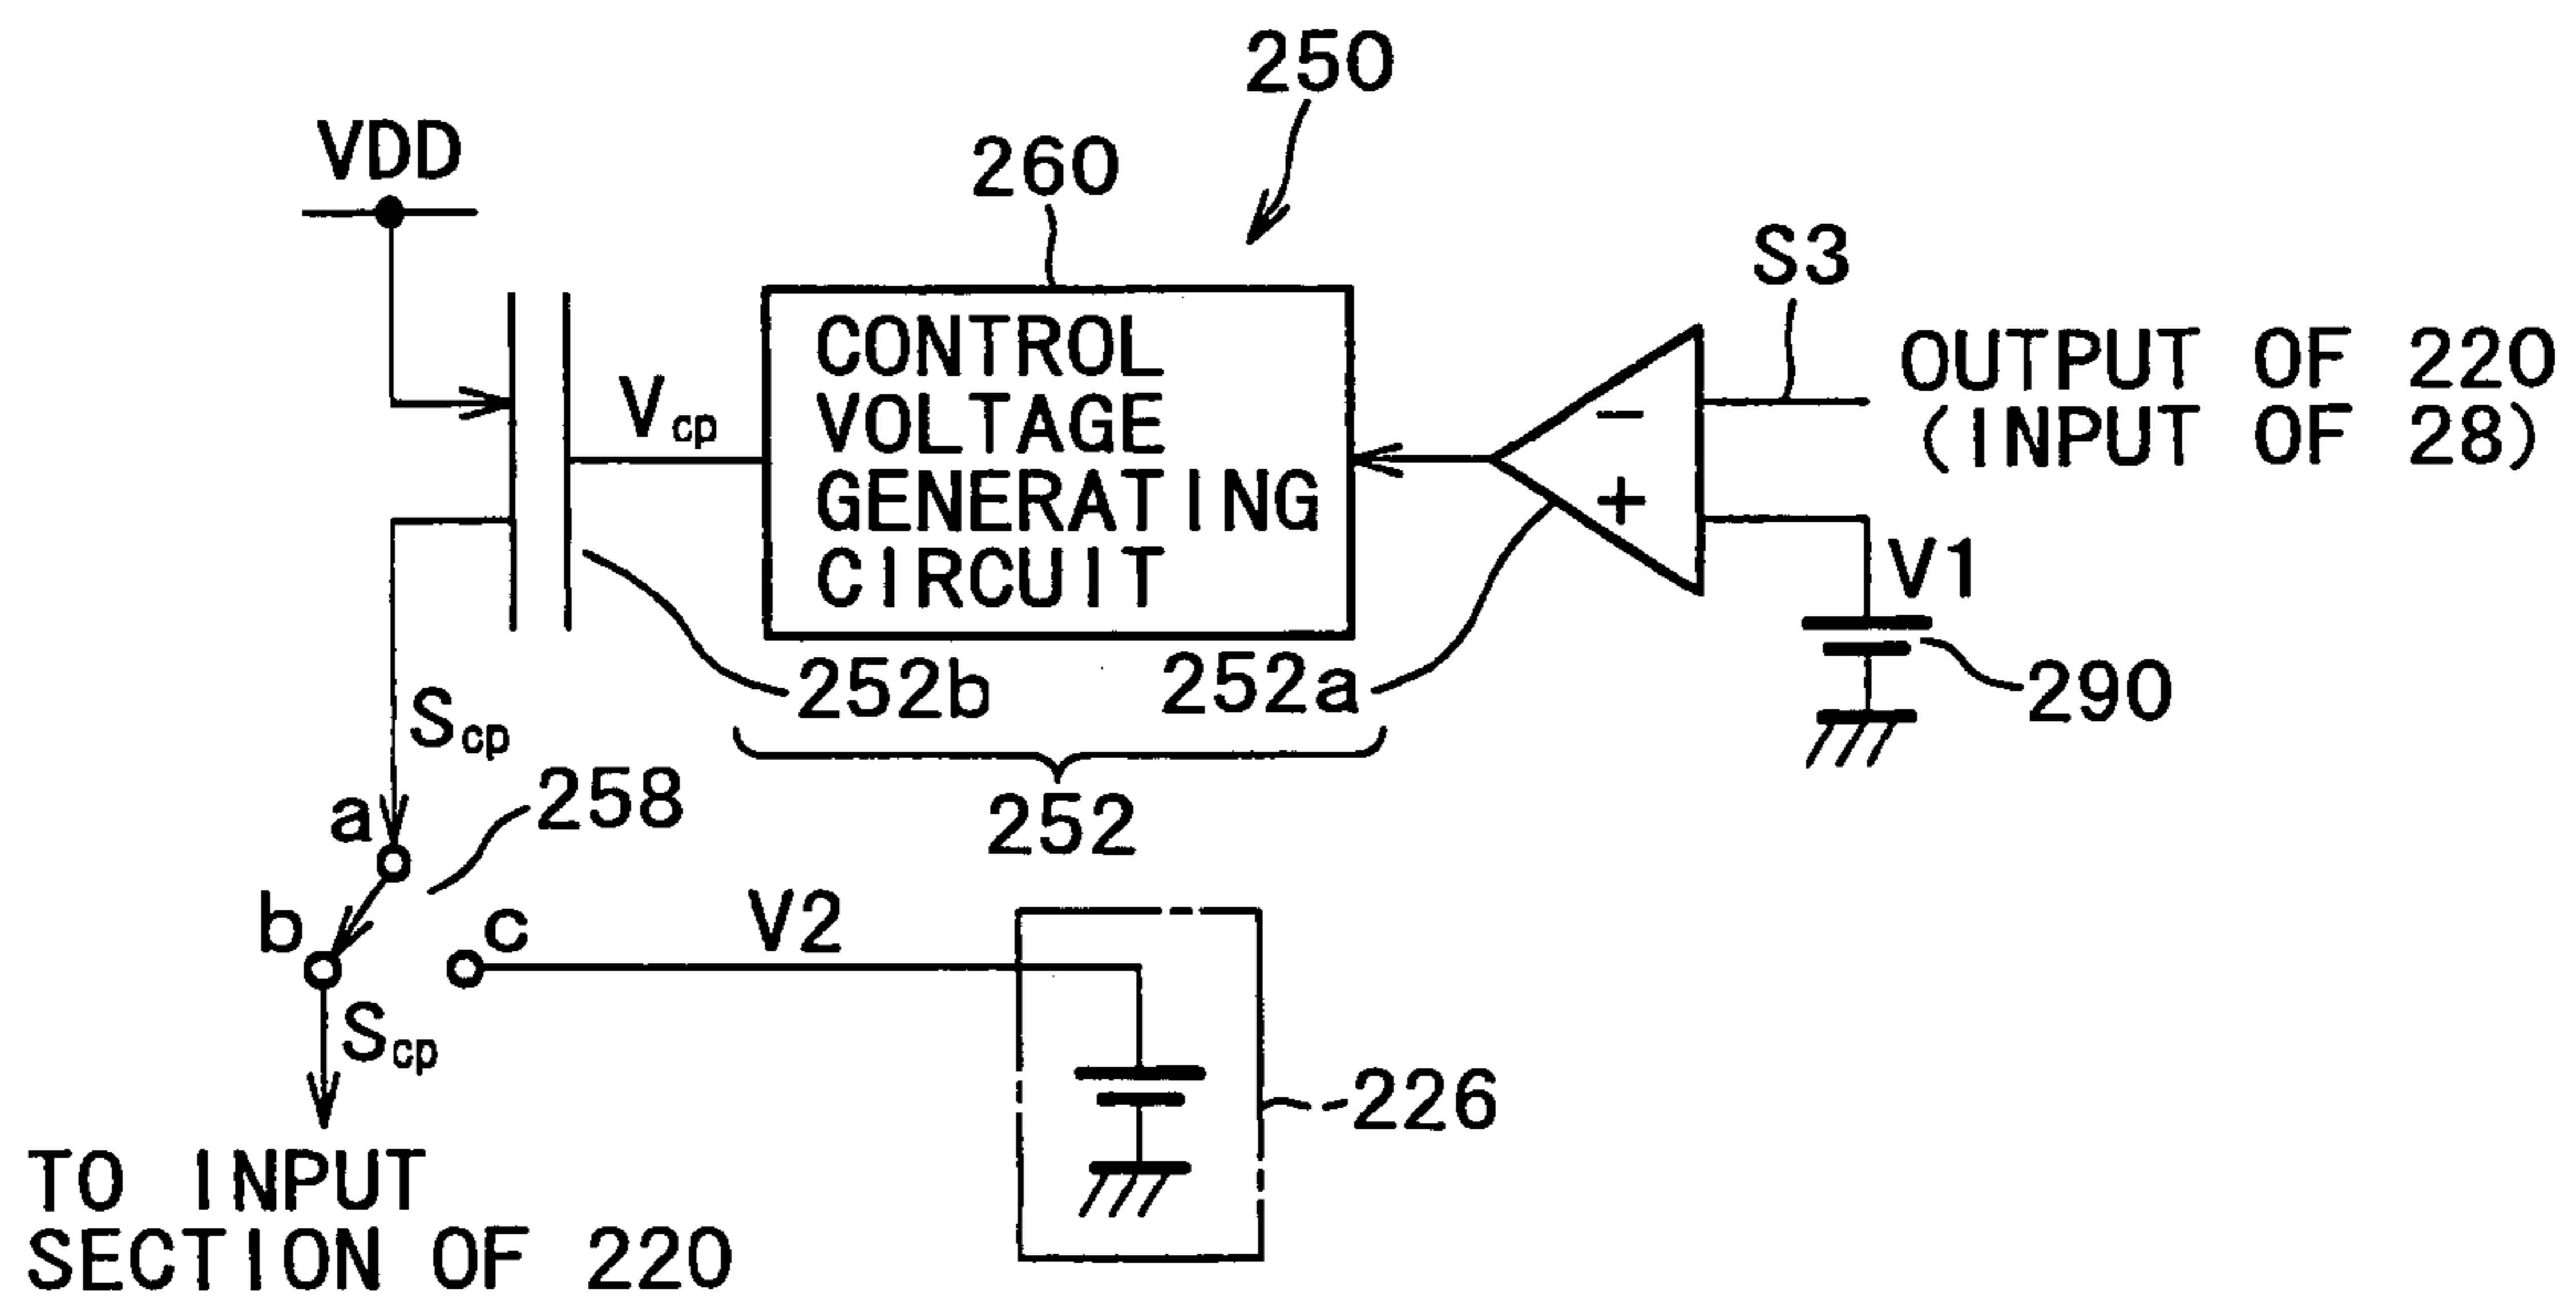 250
VDD
260
S3
CONTROL
VOLTAGE
GENERATING
CIRCUIT
OUTPUT OF 220
(INPUT OF 28)
Vcp
−
+
V1
252b
252a
290
Scp
252
a
258
b
c
V2
Scp
226
TO INPUT
SECTION OF 220